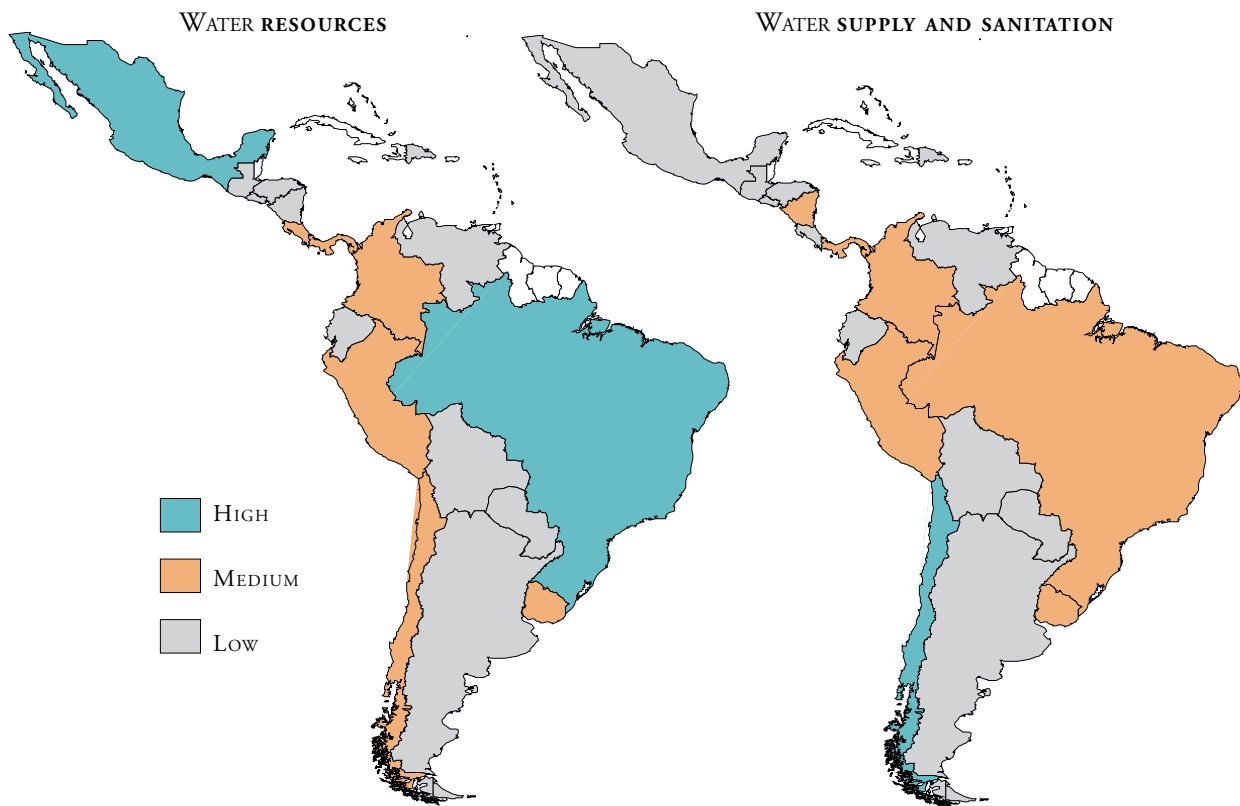 Water resources
Water supply and sanitation
High
Medium
Low